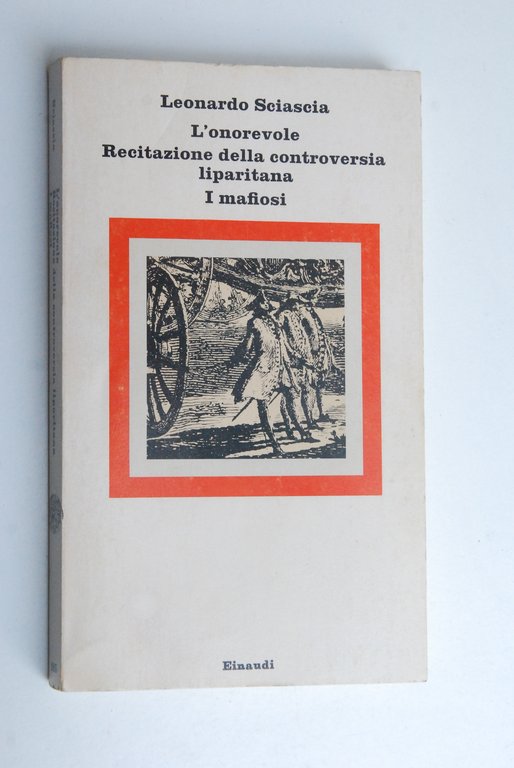 Leonardo Sciascia
L'onorevole
Recitazione della controversia
liparitana
I mafiosi
Einaudi